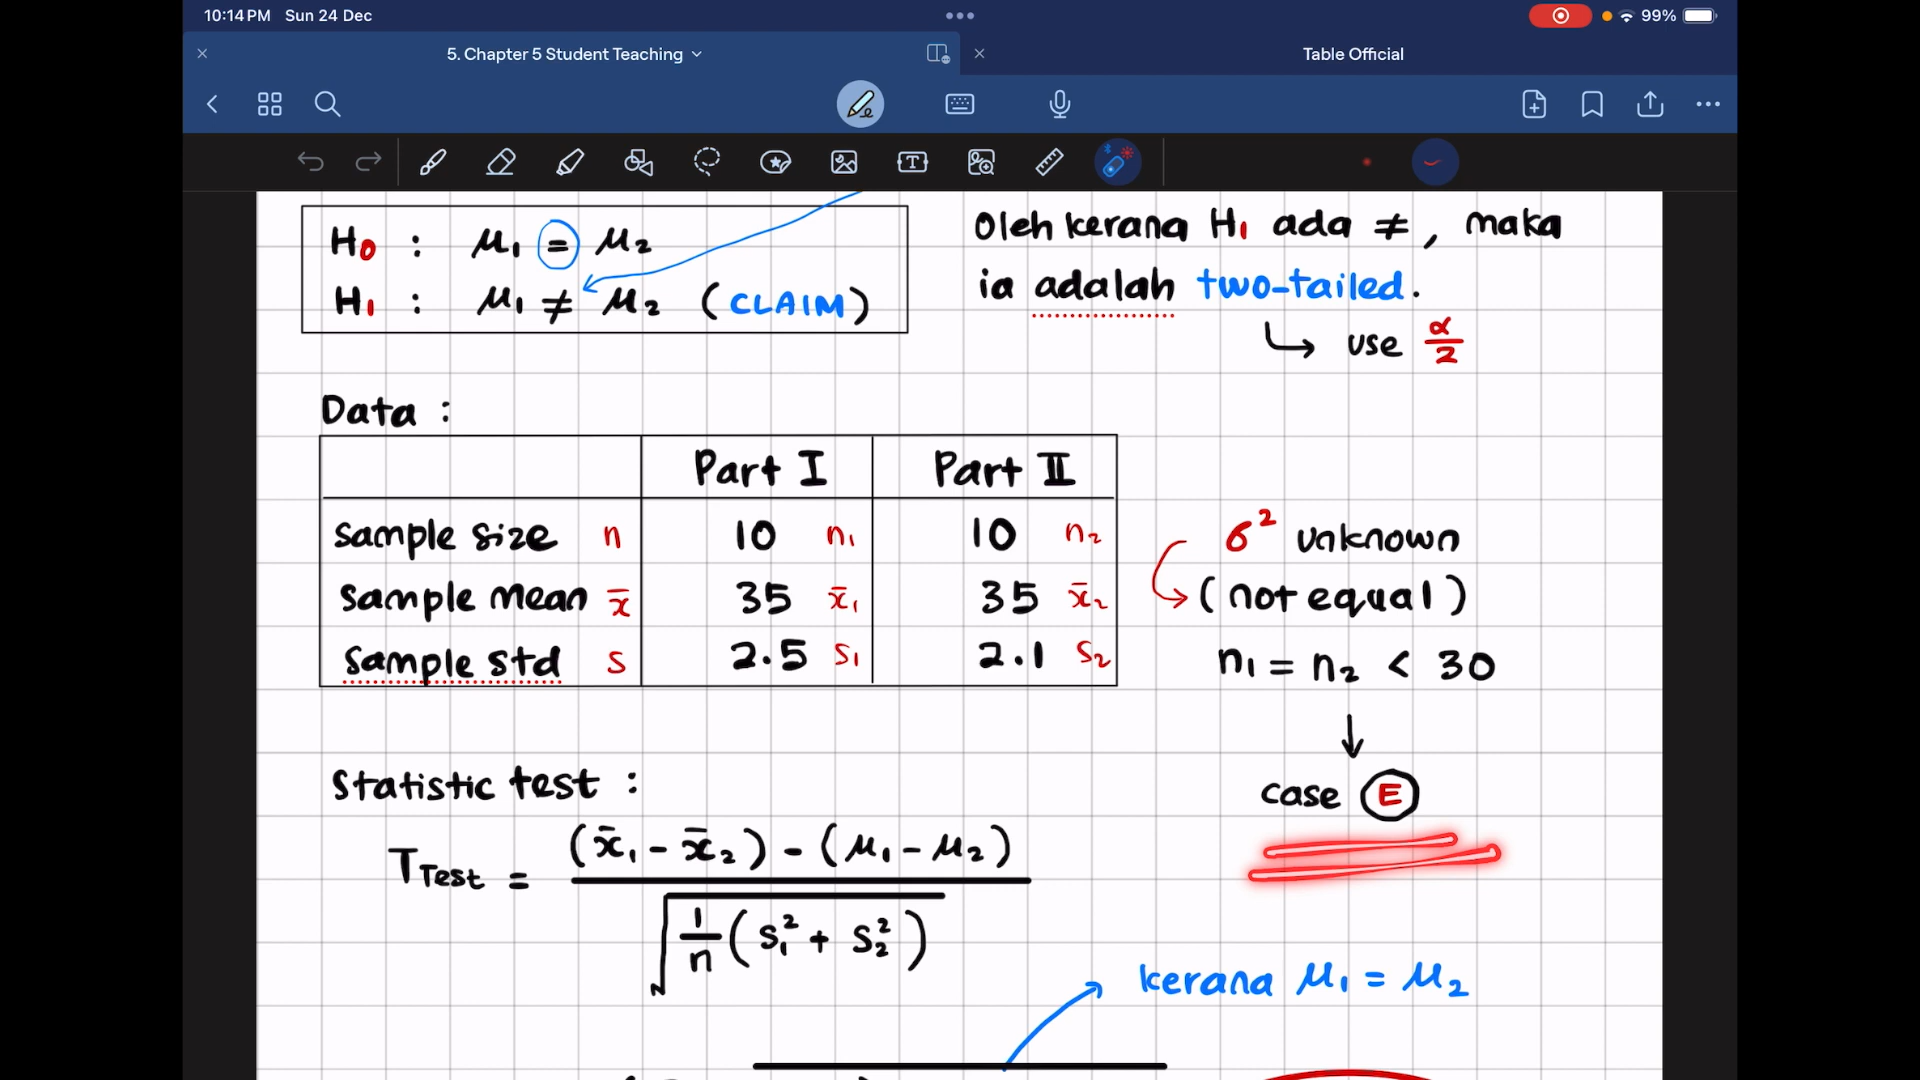 10:14 PM Sun 24 Dec
99%
5. Chapter 5 Student Teaching
Table Official
H0 : μ1 = μ2
H1 : μ1 ≠ μ2 (CLAIM)
Oleh kerana H1 ada ≠, maka
ia adalah two-tailed.
↳ use α/2
Data :
Part I Part II
sample size n 10 n1 10 n2
sample mean x̄ 35 x̄1 35 x̄2
sample std s 2.5 s1 2.1 s2
σ² unknown
(not equal)
n1 = n2 < 30
↓
case E
Statistic test :
T Test = (x̄1 - x̄2) - (μ1 - μ2)
√ 1/n (s1² + s2²)
kerana μ1 = μ2